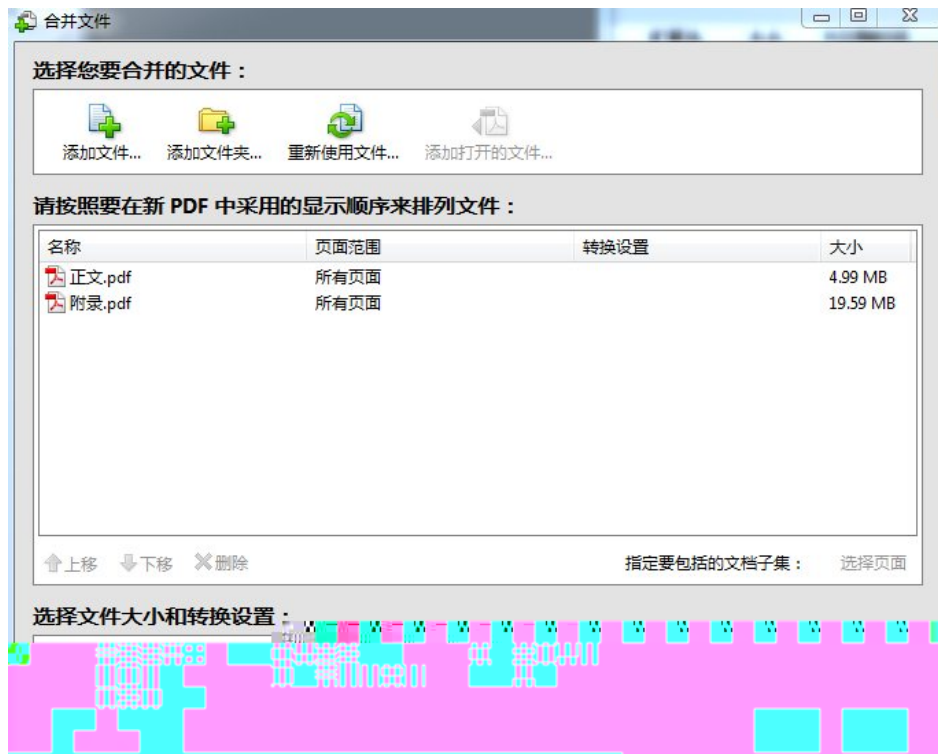 合并文件
选择您要合并的文件：
添加文件... 添加文件夹... 重新使用文件... 添加打开的文件...
请按照要在新 PDF 中采用的显示顺序来排列文件：
名称 页面范围 转换设置 大小
正文.pdf 所有页面 4.99 MB
附录.pdf 所有页面 19.59 MB
上移 下移 删除 指定要包括的文档子集： 选择页面
选择文件大小和转换设置：